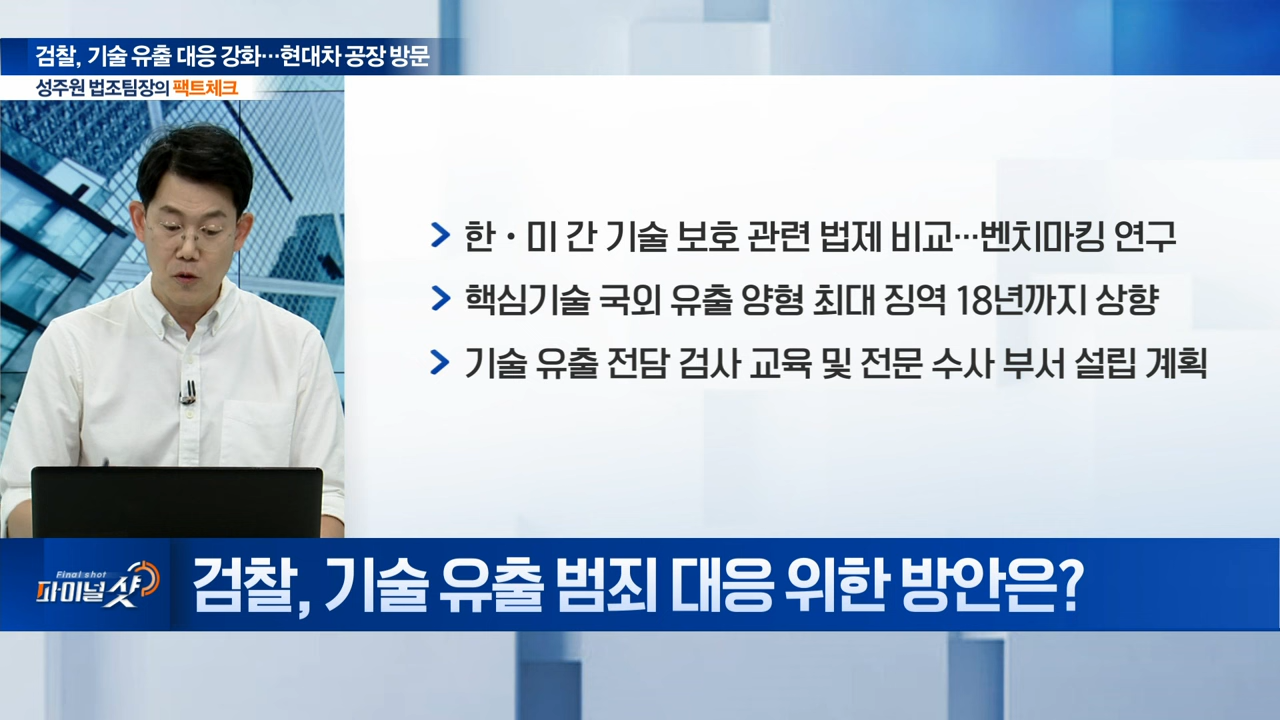 검찰, 기술 유출 대응 강화…현대차 공장 방문
성주원 법조팀장의 팩트체크
한·미 간 기술 보호 관련 법제 비교…벤치마킹 연구
핵심기술 국외 유출 양형 최대 징역 18년까지 상향
기술 유출 전담 검사 교육 및 전문 수사 부서 설립 계획
Final shot
파이널샷
검찰, 기술 유출 범죄 대응 위한 방안은?